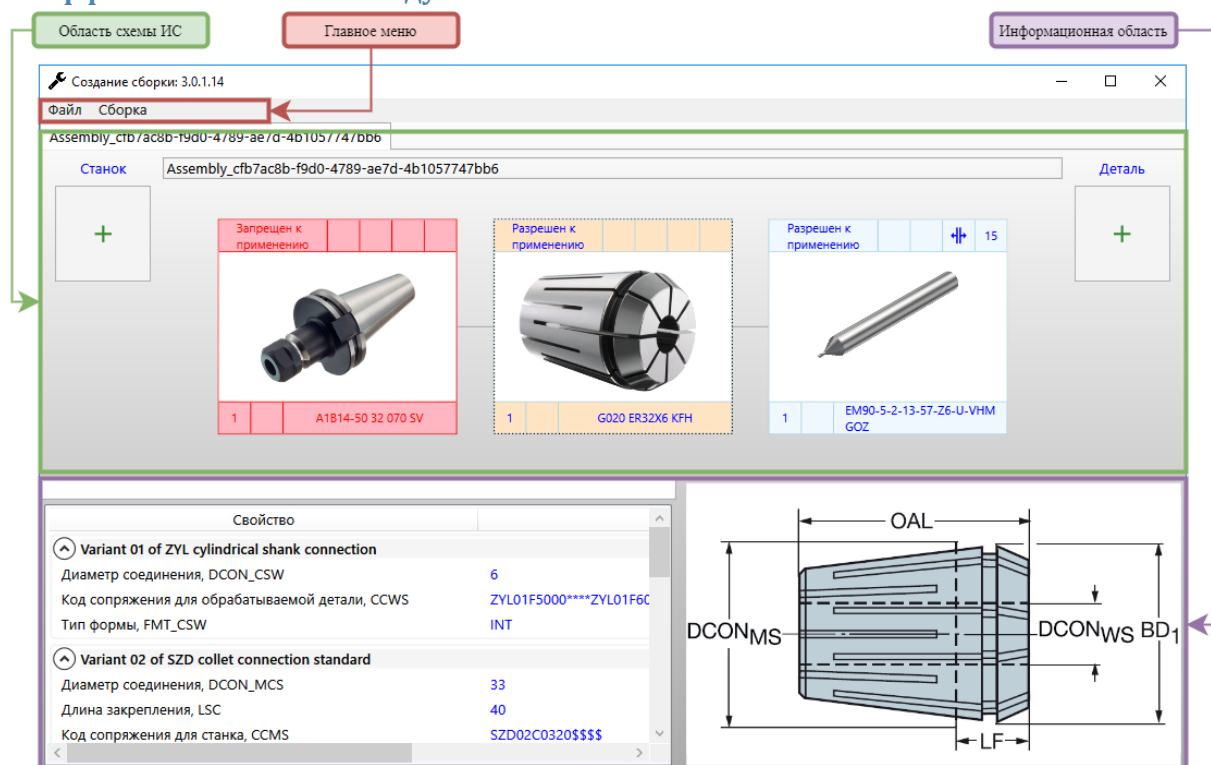 Область схемы ИС
Главное меню
Информационная область
Создание сборки: 3.0.1.14
Файл Сборка
Assembly_cfb7ac8b-f9d0-4789-ae7d-4b1057747bb6
Станок
Assembly_cfb7ac8b-f9d0-4789-ae7d-4b1057747bb6
Деталь
+
Запрещен к
применению
Разрешен к
применению
Разрешен к
применению
15
+
1
A1B14-50 32 070 SV
1
G020 ER32X6 KFH
1
EM90-5-2-13-57-Z6-U-VHM
GOZ
Свойство
Variant 01 of ZYL cylindrical shank connection
Диаметр соединения, DCON_CSW 6
Код сопряжения для обрабатываемой детали, CCWS ZYL01F5000****ZYL01F60
Тип формы, FMT_CSW INT
Variant 02 of SZD collet connection standard
Диаметр соединения, DCON_MCS 33
Длина закрепления, LSC 40
Код сопряжения для станка, CCMS SZD02C0320$$$$
OAL
DCONMS
DCONWS
BD1
LF